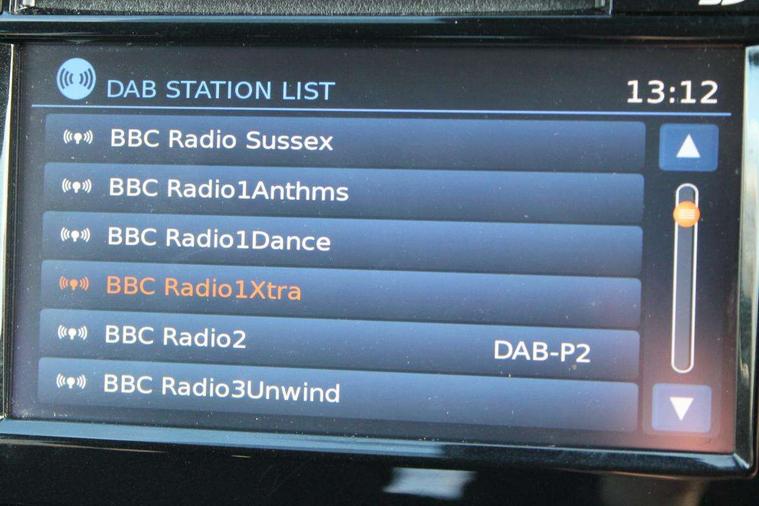 DAB STATION LIST 13:12
BBC Radio Sussex
BBC Radio1Anthms
BBC Radio1Dance
BBC Radio1Xtra
BBC Radio2 DAB-P2
BBC Radio3Unwind